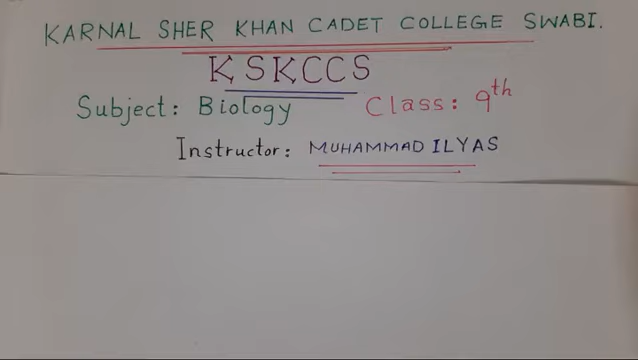 KARNAL SHER KHAN CADET COLLEGE SWABI.
KSKCCS
Subject: Biology Class: 9th
Instructor: MUHAMMAD ILYAS